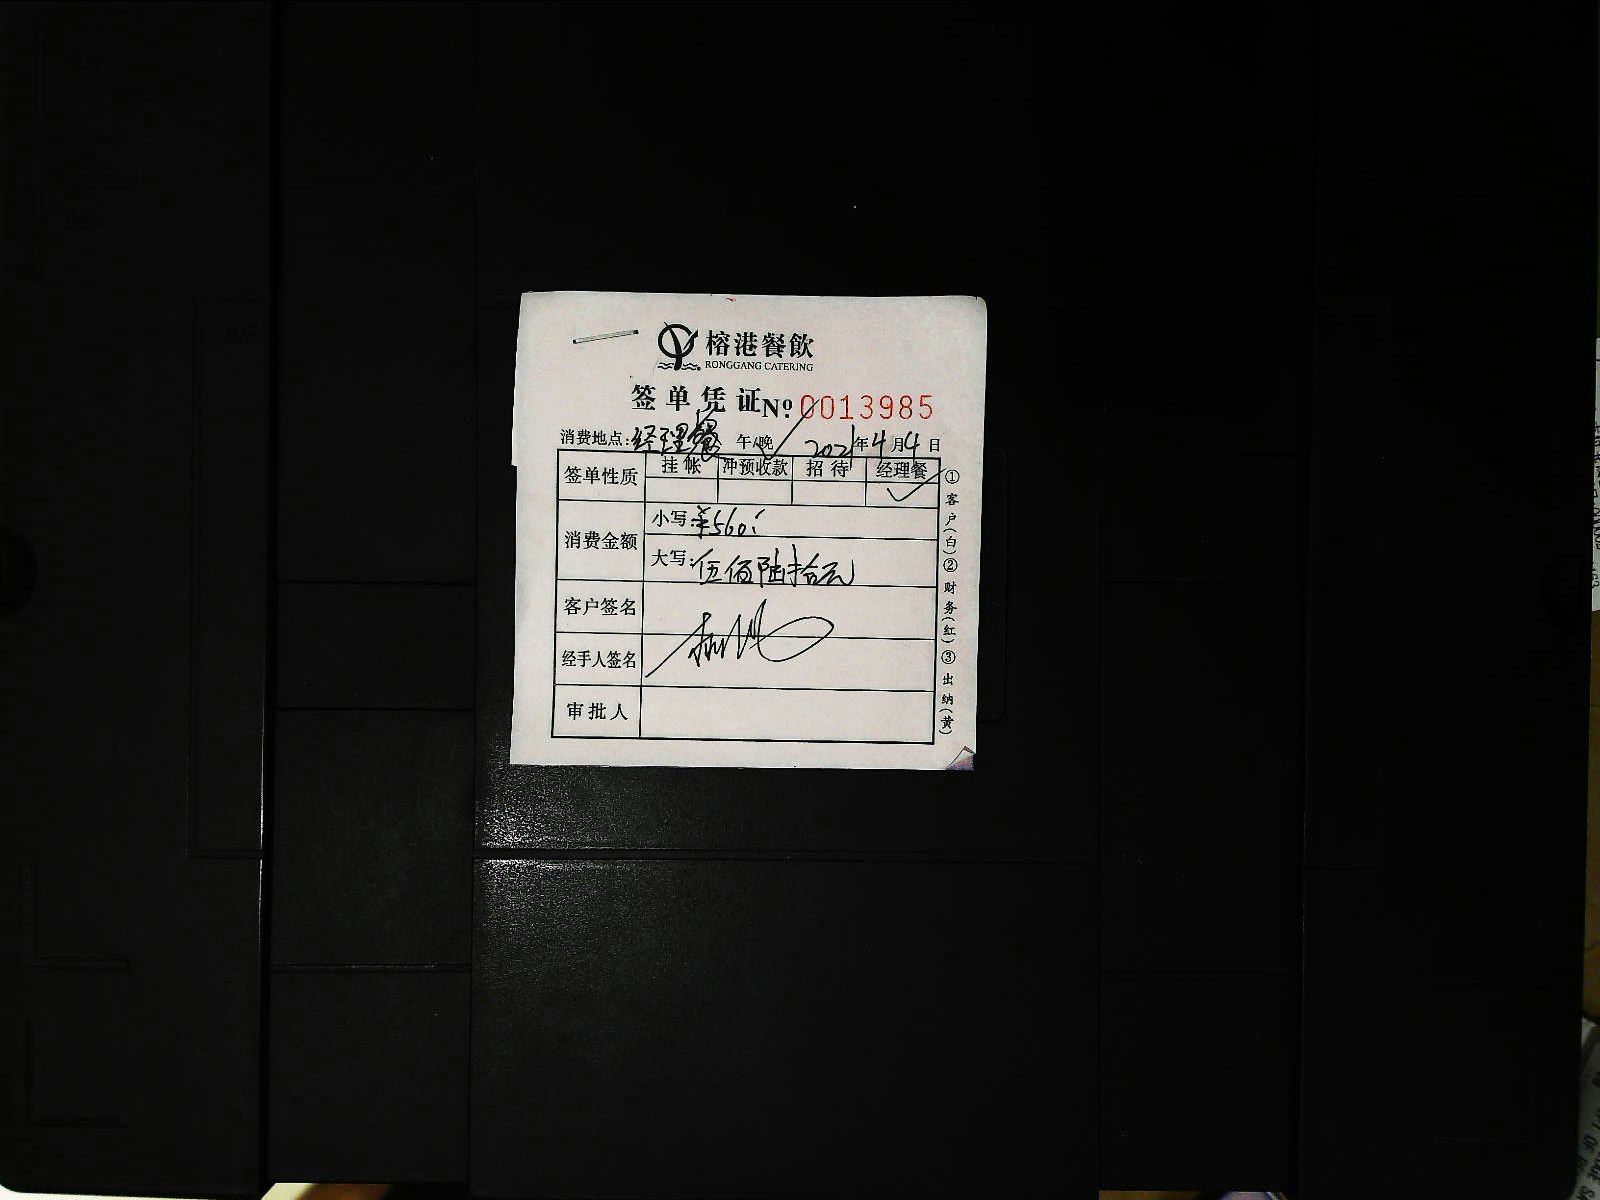 榕港餐飲
RONGGANG CATERING
签单凭证 Nº 0013985
消费地点:经理餐 午/晚 2021年4月4日
签单性质 挂帐 冲预收款 招待 经理餐
消费金额
小写:¥560
大写:伍佰陆拾元
客户签名
经手人签名
审批人
①客户(白)②财务(红)③出纳(黄)